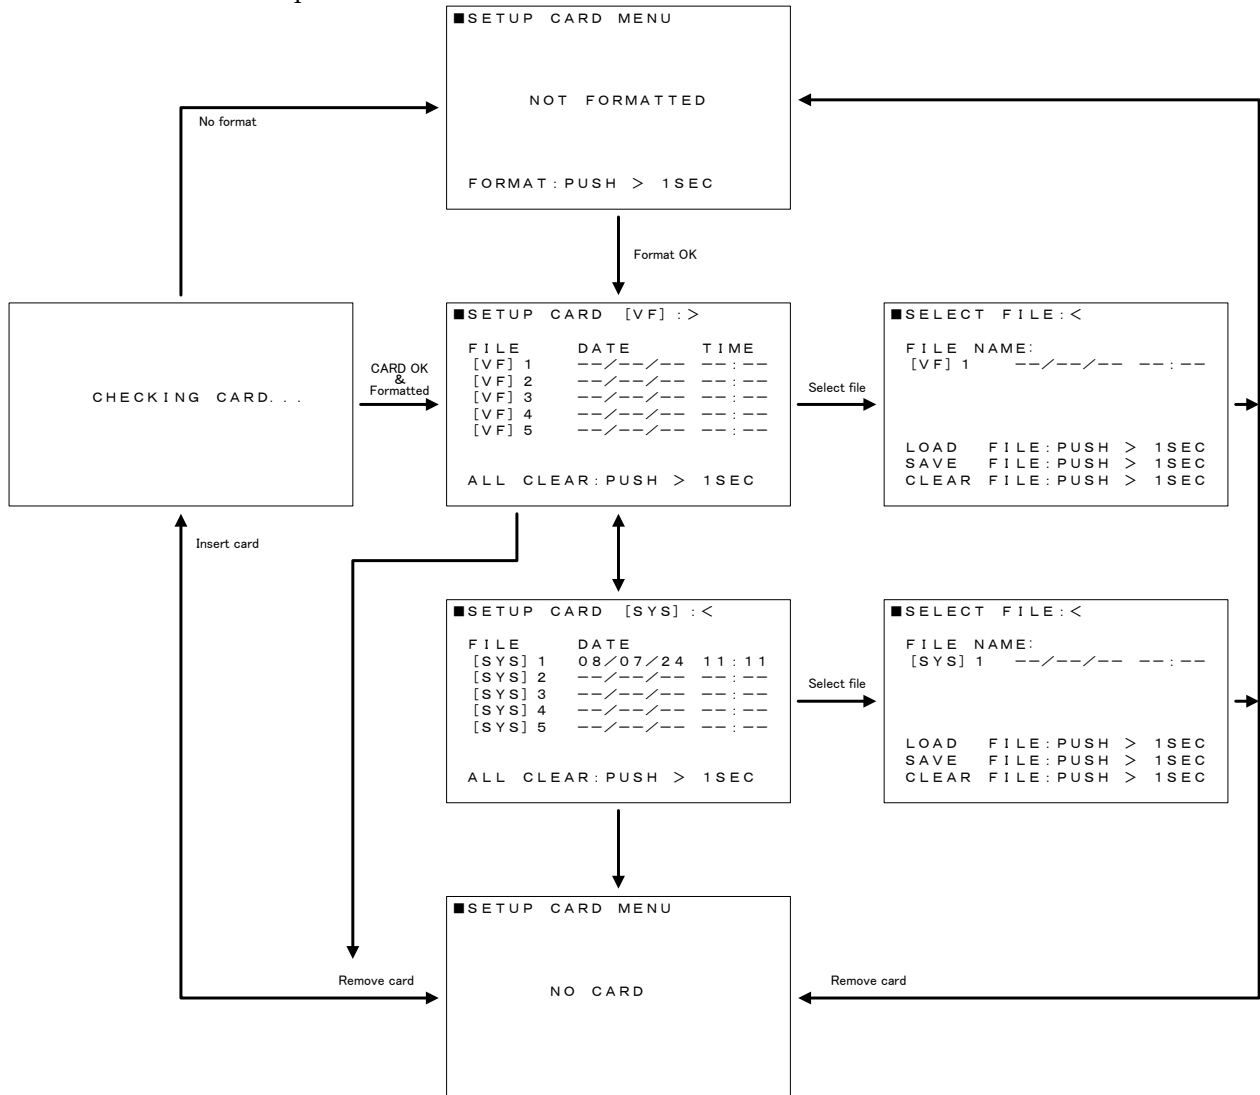 ■SETUP CARD MENU
NOT FORMATTED
FORMAT:PUSH > 1SEC
No format
Format OK
CHECKING CARD...
CARD OK
&
Formatted
■SETUP CARD [VF]:>
FILE DATE TIME
[VF]1 --/--/-- --:--
[VF]2 --/--/-- --:--
[VF]3 --/--/-- --:--
[VF]4 --/--/-- --:--
[VF]5 --/--/-- --:--
ALL CLEAR:PUSH > 1SEC
Select file
■SELECT FILE:<
FILE NAME:
[VF]1 --/--/-- --:--
LOAD FILE:PUSH > 1SEC
SAVE FILE:PUSH > 1SEC
CLEAR FILE:PUSH > 1SEC
Insert card
■SETUP CARD [SYS]:<
FILE DATE
[SYS]1 08/07/24 11:11
[SYS]2 --/--/-- --:--
[SYS]3 --/--/-- --:--
[SYS]4 --/--/-- --:--
[SYS]5 --/--/-- --:--
ALL CLEAR:PUSH > 1SEC
Select file
■SELECT FILE:<
FILE NAME:
[SYS]1 --/--/-- --:--
LOAD FILE:PUSH > 1SEC
SAVE FILE:PUSH > 1SEC
CLEAR FILE:PUSH > 1SEC
■SETUP CARD MENU
NO CARD
Remove card
Remove card